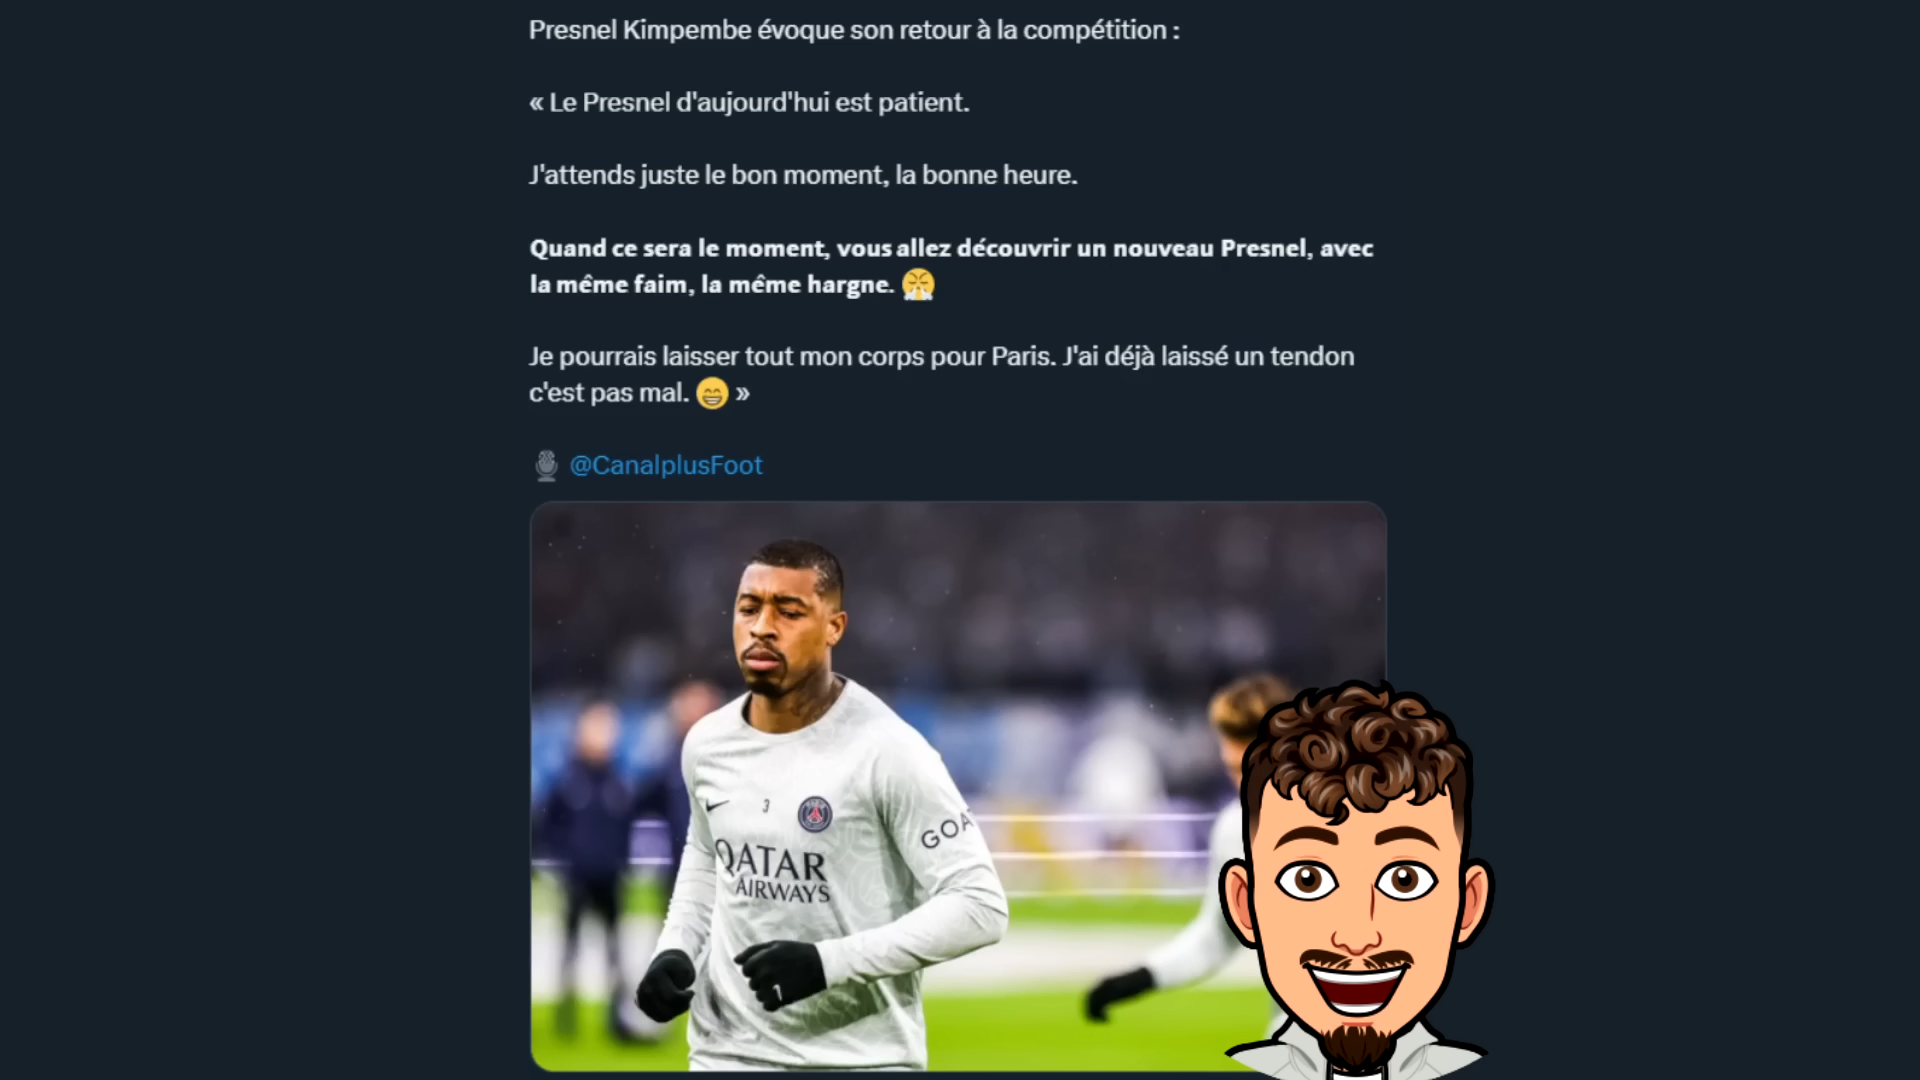 Presnel Kimpembe évoque son retour à la compétition :
« Le Presnel d'aujourd'hui est patient.
J'attends juste le bon moment, la bonne heure.
Quand ce sera le moment, vous allez découvrir un nouveau Presnel, avec
la même faim, la même hargne. 😤
Je pourrais laisser tout mon corps pour Paris. J'ai déjà laissé un tendon
c'est pas mal. 😁 »
🎙 @CanalplusFoot
3
GOA
QATAR
AIRWAYS